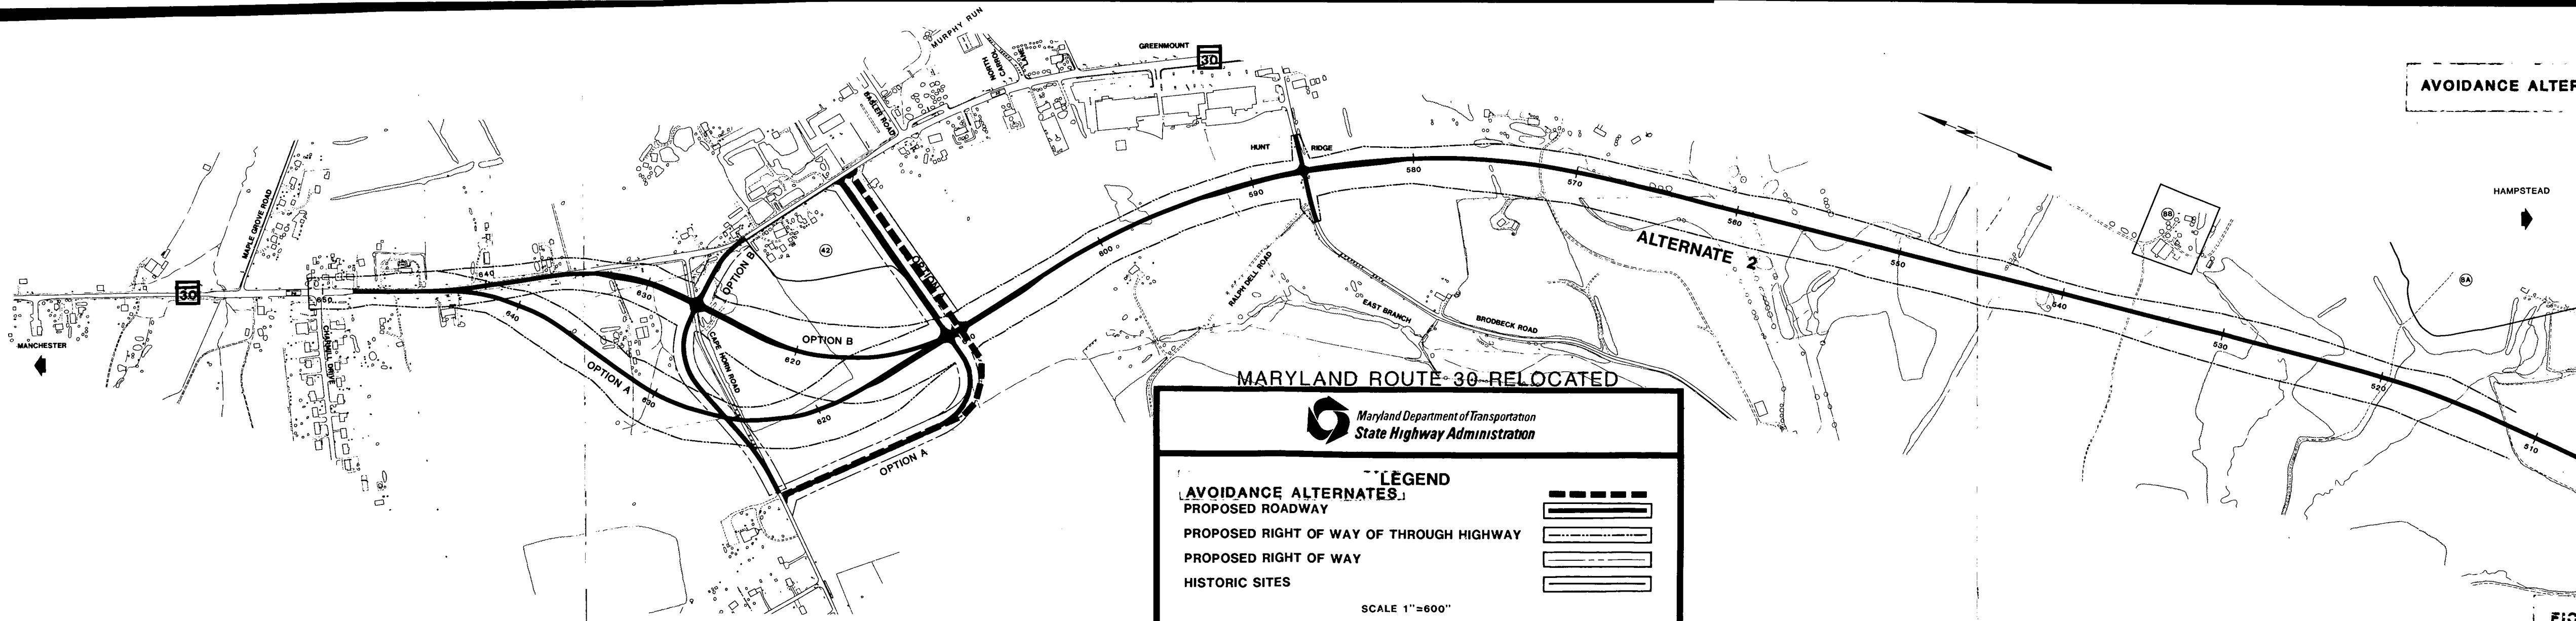 MURPHY RUN
GREENMOUNT
30
NORTH
CARROL
LANE
BASLER ROAD
AVOIDANCE ALTER
HUNT RIDGE
590
580
570
560
550
540
530
520
510
HAMPSTEAD
88
8A
MAPLE GROVE ROAD
42
OPTION A
OPTION B
600
RALPH DELL ROAD
ALTERNATE 2
EAST BRANCH
BRODBECK ROAD
30
640
650
630
640
MANCHESTER
CAPE HORN ROAD
OPTION B
620
OPTION A
630
620
OPTION A
MARYLAND ROUTE 30 RELOCATED
Maryland Department of Transportation
State Highway Administration
LEGEND
AVOIDANCE ALTERNATES
PROPOSED ROADWAY
PROPOSED RIGHT OF WAY OF THROUGH HIGHWAY
PROPOSED RIGHT OF WAY
HISTORIC SITES
SCALE 1"=600"